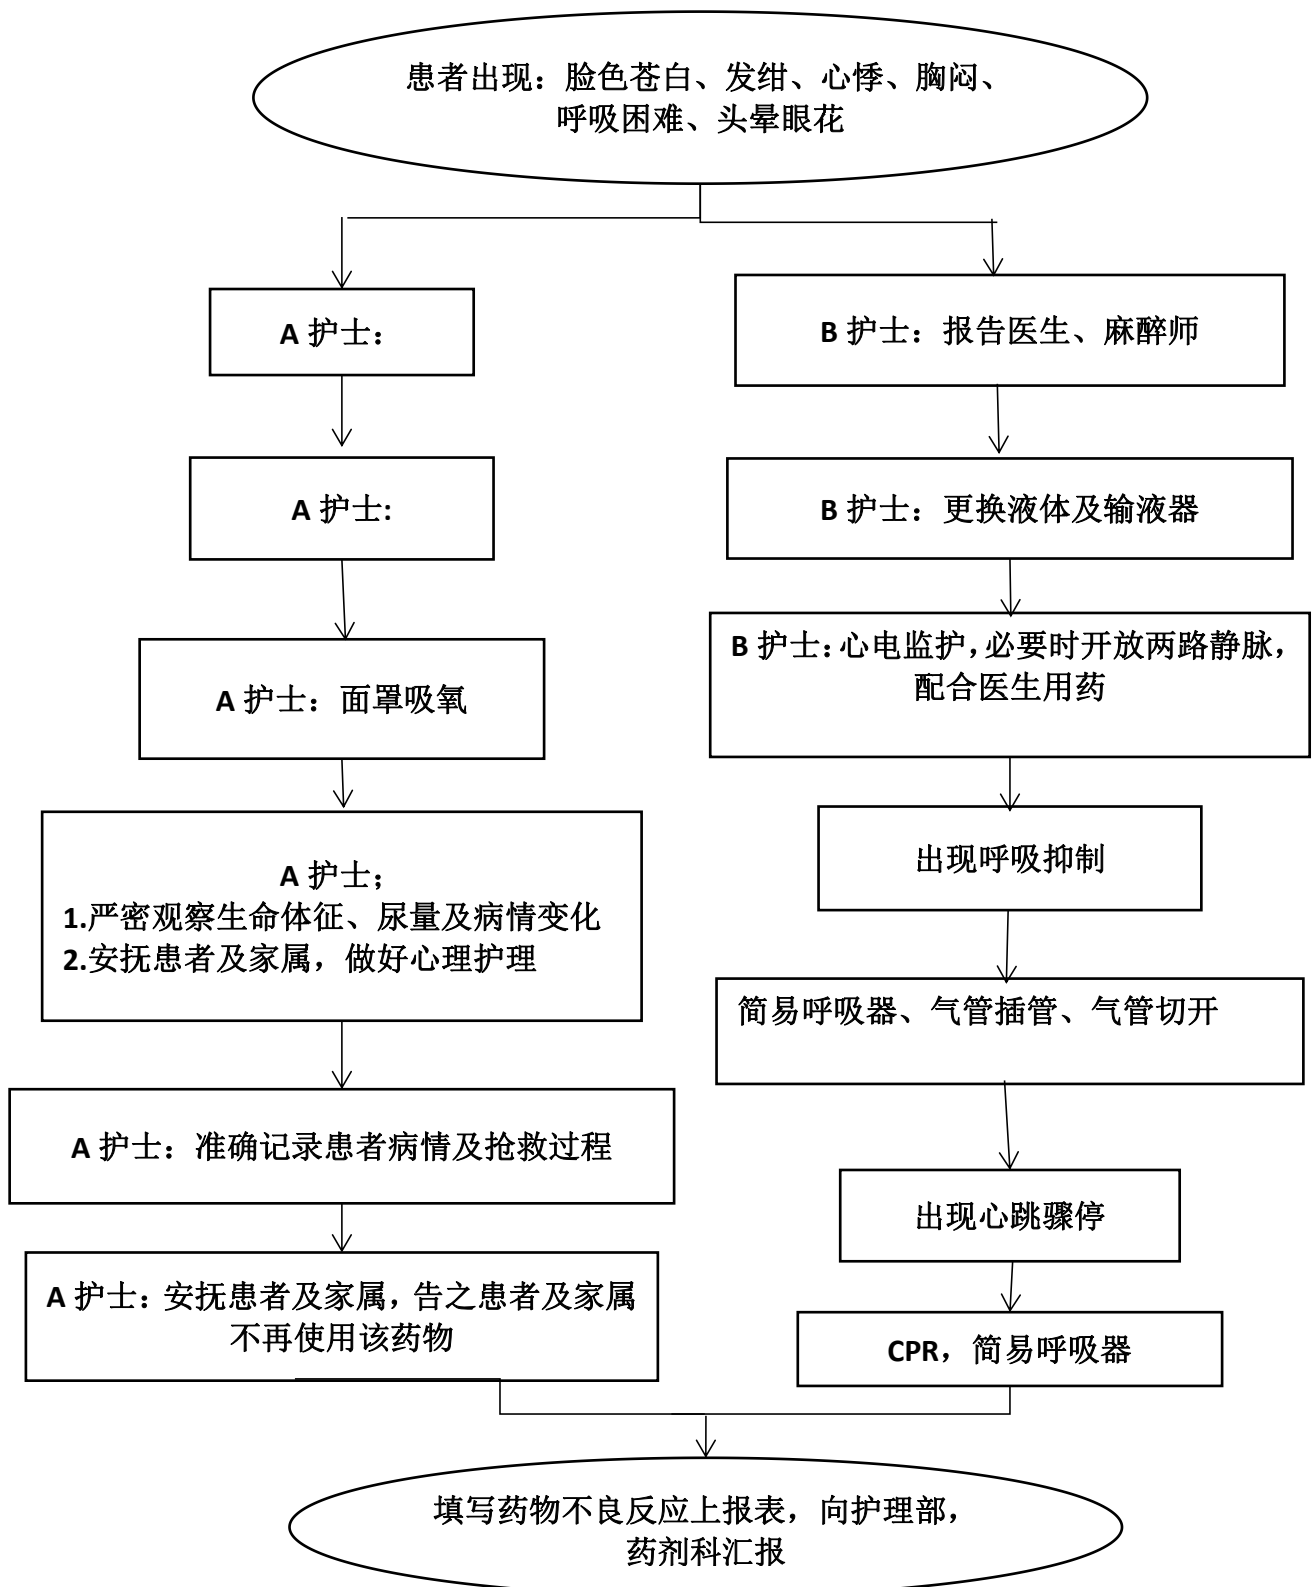 患者出现：脸色苍白、发绀、心悸、胸闷、
呼吸困难、头晕眼花
A 护士：
B 护士：报告医生、麻醉师
A 护士:
B 护士：更换液体及输液器
A 护士：面罩吸氧
B 护士：心电监护，必要时开放两路静脉，
配合医生用药
A 护士；
1.严密观察生命体征、尿量及病情变化
2.安抚患者及家属，做好心理护理
出现呼吸抑制
简易呼吸器、气管插管、气管切开
A 护士：准确记录患者病情及抢救过程
出现心跳骤停
A 护士：安抚患者及家属，告之患者及家属
不再使用该药物
CPR，简易呼吸器
填写药物不良反应上报表，向护理部，
药剂科汇报